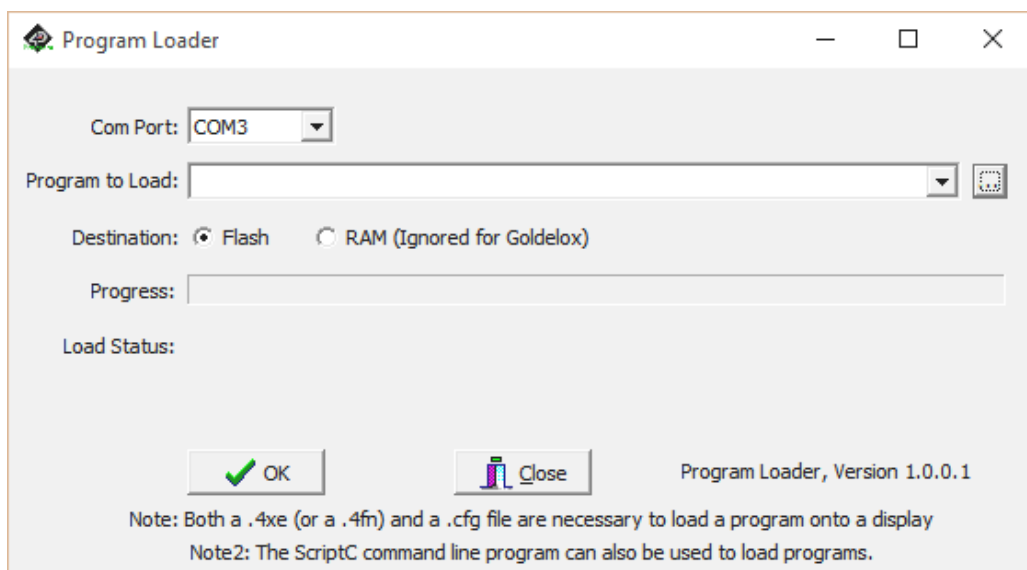 Program Loader
Com Port: COM3
Program to Load:
Destination: Flash RAM (Ignored for Goldelox)
Progress:
Load Status:
OK Close Program Loader, Version 1.0.0.1
Note: Both a .4xe (or a .4fn) and a .cfg file are necessary to load a program onto a display
Note2: The ScriptC command line program can also be used to load programs.